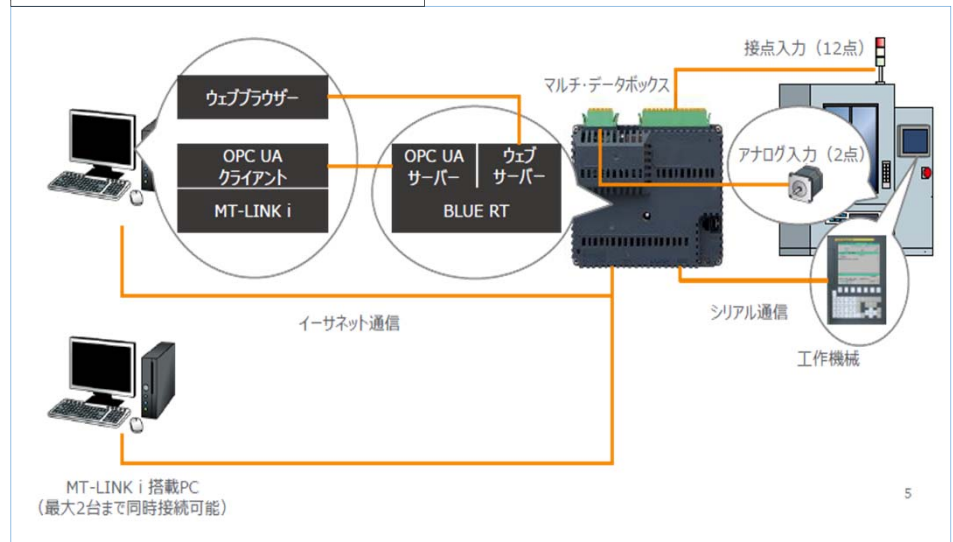 接点入力（12点）
マルチ・データボックス
ウェブブラウザー
OPC UA
クライアント
MT-LINK i
OPC UA
サーバー
ウェブ
サーバー
BLUE RT
アナログ入力（2点）
イーサネット通信
シリアル通信
工作機械
MT-LINK i 搭載PC
（最大2台まで同時接続可能）
5